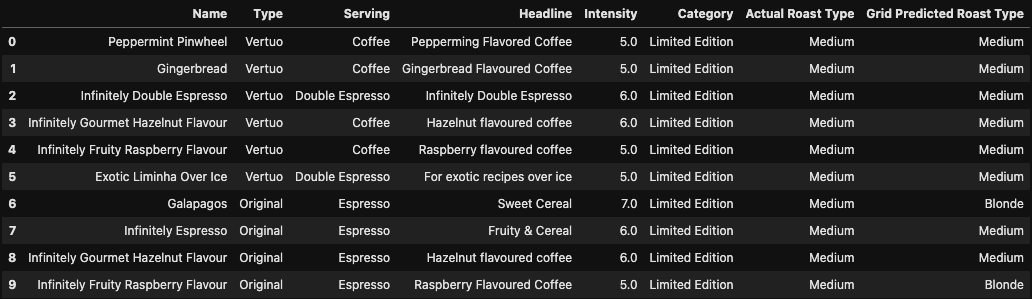 Name Type Serving Headline Intensity Category Actual Roast Type Grid Predicted Roast Type
0 Peppermint Pinwheel Vertuo Coffee Pepperming Flavored Coffee 5.0 Limited Edition Medium Medium
1 Gingerbread Vertuo Coffee Gingerbread Flavoured Coffee 5.0 Limited Edition Medium Medium
2 Infinitely Double Espresso Vertuo Double Espresso Infinitely Double Espresso 6.0 Limited Edition Medium Medium
3 Infinitely Gourmet Hazelnut Flavour Vertuo Coffee Hazelnut flavoured coffee 6.0 Limited Edition Medium Medium
4 Infinitely Fruity Raspberry Flavour Vertuo Coffee Raspberry flavoured coffee 5.0 Limited Edition Medium Medium
5 Exotic Liminha Over Ice Vertuo Double Espresso For exotic recipes over ice 5.0 Limited Edition Medium Medium
6 Galapagos Original Espresso Sweet Cereal 7.0 Limited Edition Medium Blonde
7 Infinitely Espresso Original Espresso Fruity & Cereal 6.0 Limited Edition Medium Medium
8 Infinitely Gourmet Hazelnut Flavour Original Espresso Hazelnut flavoured coffee 6.0 Limited Edition Medium Medium
9 Infinitely Fruity Raspberry Flavour Original Espresso Raspberry Flavoured Coffee 5.0 Limited Edition Medium Blonde